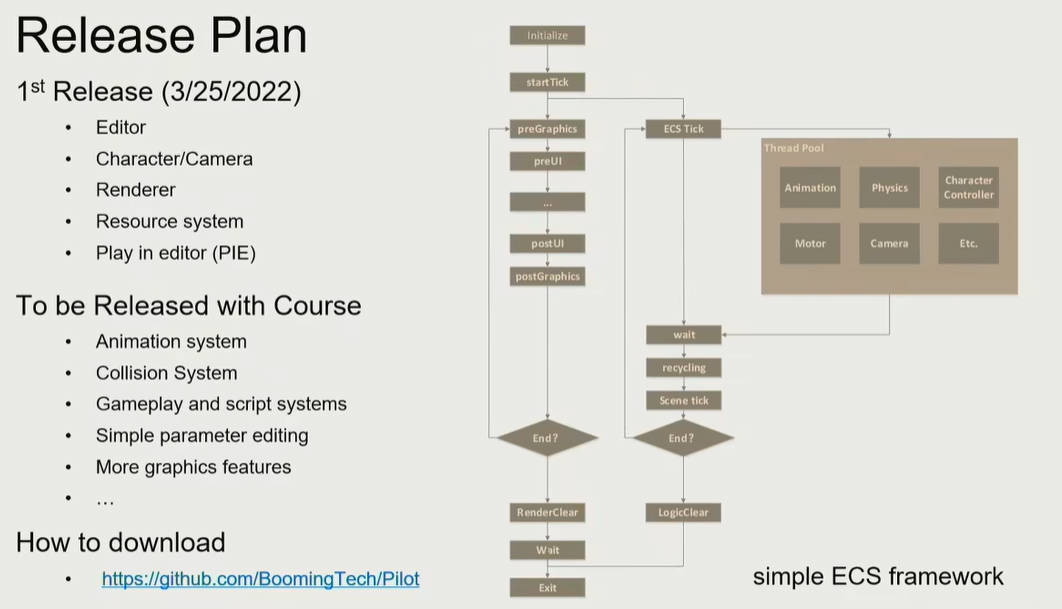 Release Plan
1st Release (3/25/2022)
• Editor
• Character/Camera
• Renderer
• Resource system
• Play in editor (PIE)
To be Released with Course
• Animation system
• Collision System
• Gameplay and script systems
• Simple parameter editing
• More graphics features
• …
How to download
• https://github.com/BoomingTech/Pilot
Initialize
startTick
preGraphics
preUI
...
postUI
postGraphics
End?
RenderClear
Wait
Exit
ECS Tick
wait
recycling
Scene tick
End?
LogicClear
Thread Pool
Animation
Physics
Character
Controller
Motor
Camera
Etc.
simple ECS framework